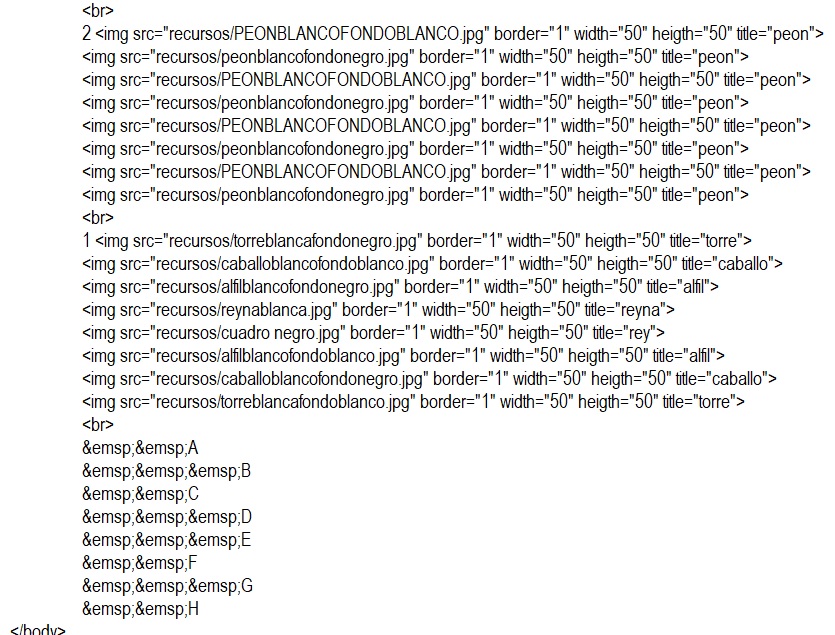 <br>
2 <img src="recursos/PEONBLANCOFONDOBLANCO.jpg" border="1" width="50" heigth="50" title="peon">
<img src="recursos/peonblancofondonegro.jpg" border="1" width="50" heigth="50" title="peon">
<img src="recursos/PEONBLANCOFONDOBLANCO.jpg" border="1" width="50" heigth="50" title="peon">
<img src="recursos/peonblancofondonegro.jpg" border="1" width="50" heigth="50" title="peon">
<img src="recursos/PEONBLANCOFONDOBLANCO.jpg" border="1" width="50" heigth="50" title="peon">
<img src="recursos/peonblancofondonegro.jpg" border="1" width="50" heigth="50" title="peon">
<img src="recursos/PEONBLANCOFONDOBLANCO.jpg" border="1" width="50" heigth="50" title="peon">
<img src="recursos/peonblancofondonegro.jpg" border="1" width="50" heigth="50" title="peon">
<br>
1 <img src="recursos/torreblancafondonegro.jpg" border="1" width="50" heigth="50" title="torre">
<img src="recursos/caballoblancofondoblanco.jpg" border="1" width="50" heigth="50" title="caballo">
<img src="recursos/alfilblancofondonegro.jpg" border="1" width="50" heigth="50" title="alfil">
<img src="recursos/reynablanca.jpg" border="1" width="50" heigth="50" title="reyna">
<img src="recursos/cuadro negro.jpg" border="1" width="50" heigth="50" title="rey">
<img src="recursos/alfilblancofondoblanco.jpg" border="1" width="50" heigth="50" title="alfil">
<img src="recursos/caballoblancofondonegro.jpg" border="1" width="50" heigth="50" title="caballo">
<img src="recursos/torreblancafondoblanco.jpg" border="1" width="50" heigth="50" title="torre">
<br>
&emsp;&emsp;A
&emsp;&emsp;&emsp;B
&emsp;&emsp;C
&emsp;&emsp;&emsp;D
&emsp;&emsp;&emsp;E
&emsp;&emsp;F
&emsp;&emsp;&emsp;G
&emsp;&emsp;H
</body>